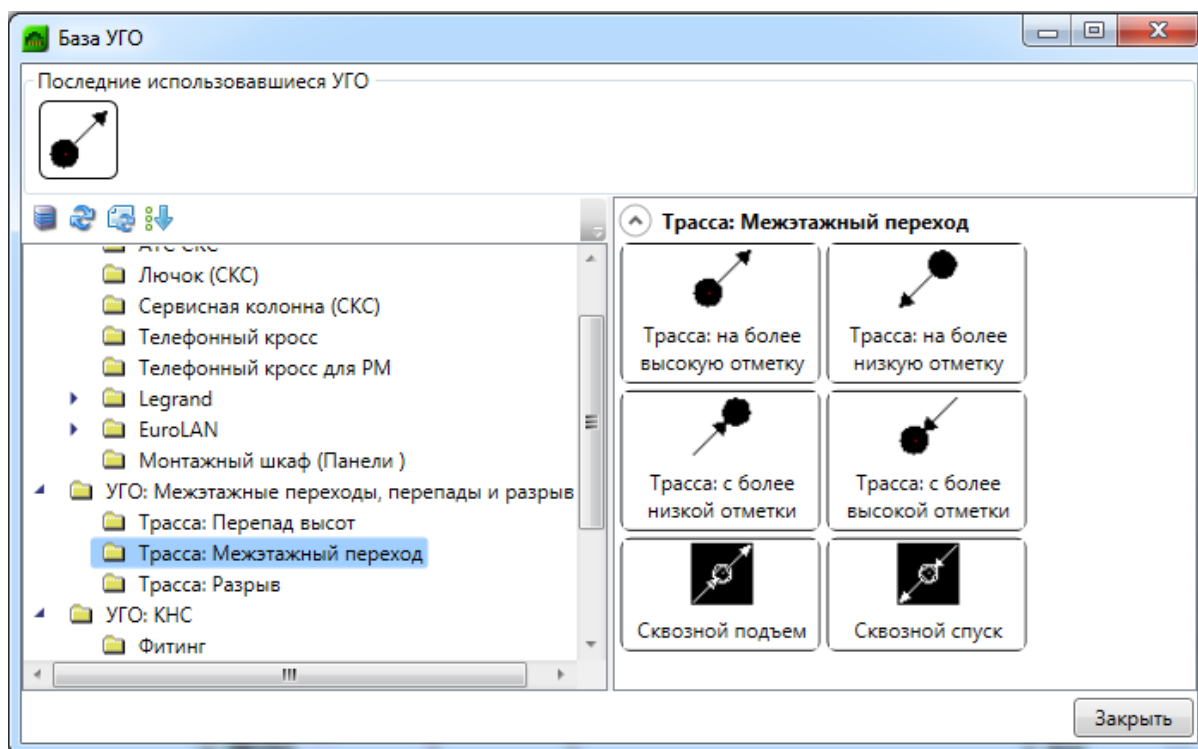 База УГО
Последние использовавшиеся УГО
АТС СКС
Лючок (СКС)
Сервисная колонна (СКС)
Телефонный кросс
Телефонный кросс для РМ
Legrand
EuroLAN
Монтажный шкаф (Панели )
УГО: Межэтажные переходы, перепады и разрыв
Трасса: Перепад высот
Трасса: Межэтажный переход
Трасса: Разрыв
УГО: КНС
Фитинг
Трасса: Межэтажный переход
Трасса: на более
высокую отметку
Трасса: на более
низкую отметку
Трасса: с более
низкой отметки
Трасса: с более
высокой отметки
Сквозной подъем
Сквозной спуск
Закрыть